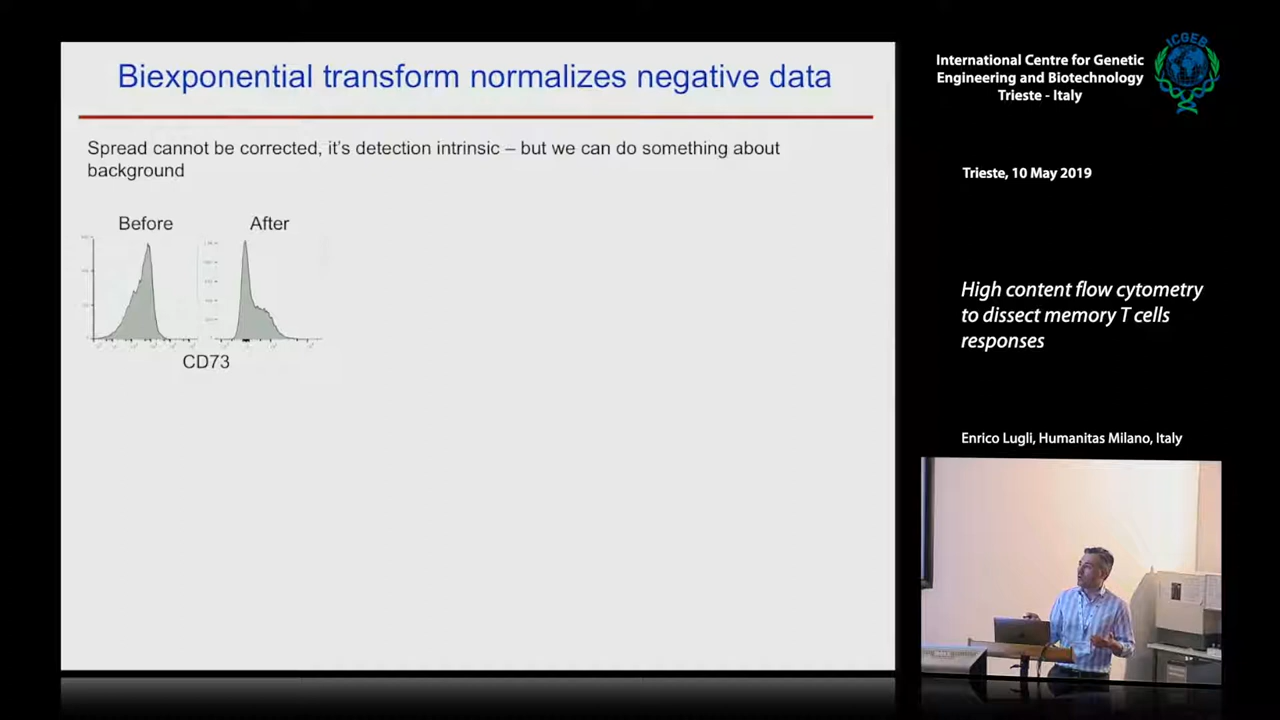 Biexponential transform normalizes negative data
Spread cannot be corrected, it's detection intrinsic – but we can do something about
background
Before
After
CD73
International Centre for Genetic
Engineering and Biotechnology
Trieste - Italy
ICGEB
Trieste, 10 May 2019
High content flow cytometry
to dissect memory T cells
responses
Enrico Lugli, Humanitas Milano, Italy